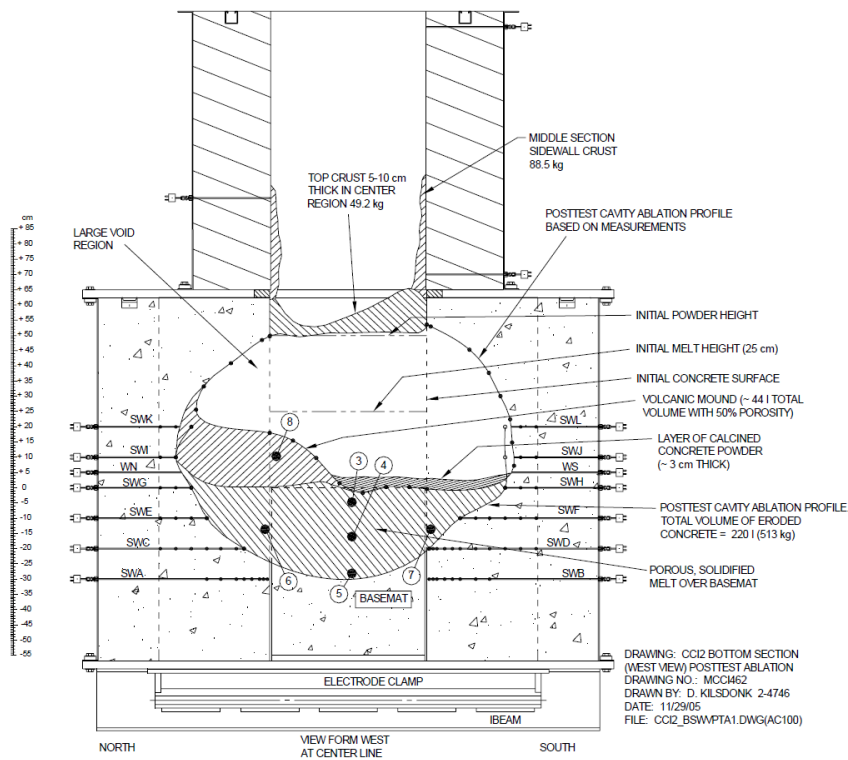 MIDDLE SECTION
SIDEWALL CRUST
88.5 kg
TOP CRUST 5-10 cm
THICK IN CENTER
REGION 49.2 kg
POSTTEST CAVITY ABLATION PROFILE
BASED ON MEASUREMENTS
LARGE VOID
REGION
cm
+ 85
+ 80
+ 75
+ 70
+ 65
+ 60
+ 55
+ 50
+ 45
+ 40
+ 35
+ 30
+ 25
+ 20
+ 15
+ 10
+ 5
0
-5
-10
-15
-20
-25
-30
-35
-40
-45
-50
-55
INITIAL POWDER HEIGHT
INITIAL MELT HEIGHT (25 cm)
INITIAL CONCRETE SURFACE
VOLCANIC MOUND (~ 44 l TOTAL
VOLUME WITH 50% POROSITY)
LAYER OF CALCINED
CONCRETE POWDER
(~ 3 cm THICK)
POSTTEST CAVITY ABLATION PROFILE
TOTAL VOLUME OF ERODED
CONCRETE = 220 l (513 kg)
POROUS, SOLIDIFIED
MELT OVER BASEMAT
SWK
SWI
WN
SWG
SWE
SWC
SWA
SWL
SWJ
WS
SWH
SWF
SWD
SWB
8
3
4
6
5
7
BASEMAT
ELECTRODE CLAMP
IBEAM
NORTH
VIEW FORM WEST
AT CENTER LINE
SOUTH
DRAWING: CCI2 BOTTOM SECTION
(WEST VIEW) POSTTEST ABLATION
DRAWING NO.: MCCI462
DRAWN BY: D. KILSDONK 2-4746
DATE: 11/29/05
FILE: CCI2_BSWVPTA1.DWG(AC100)